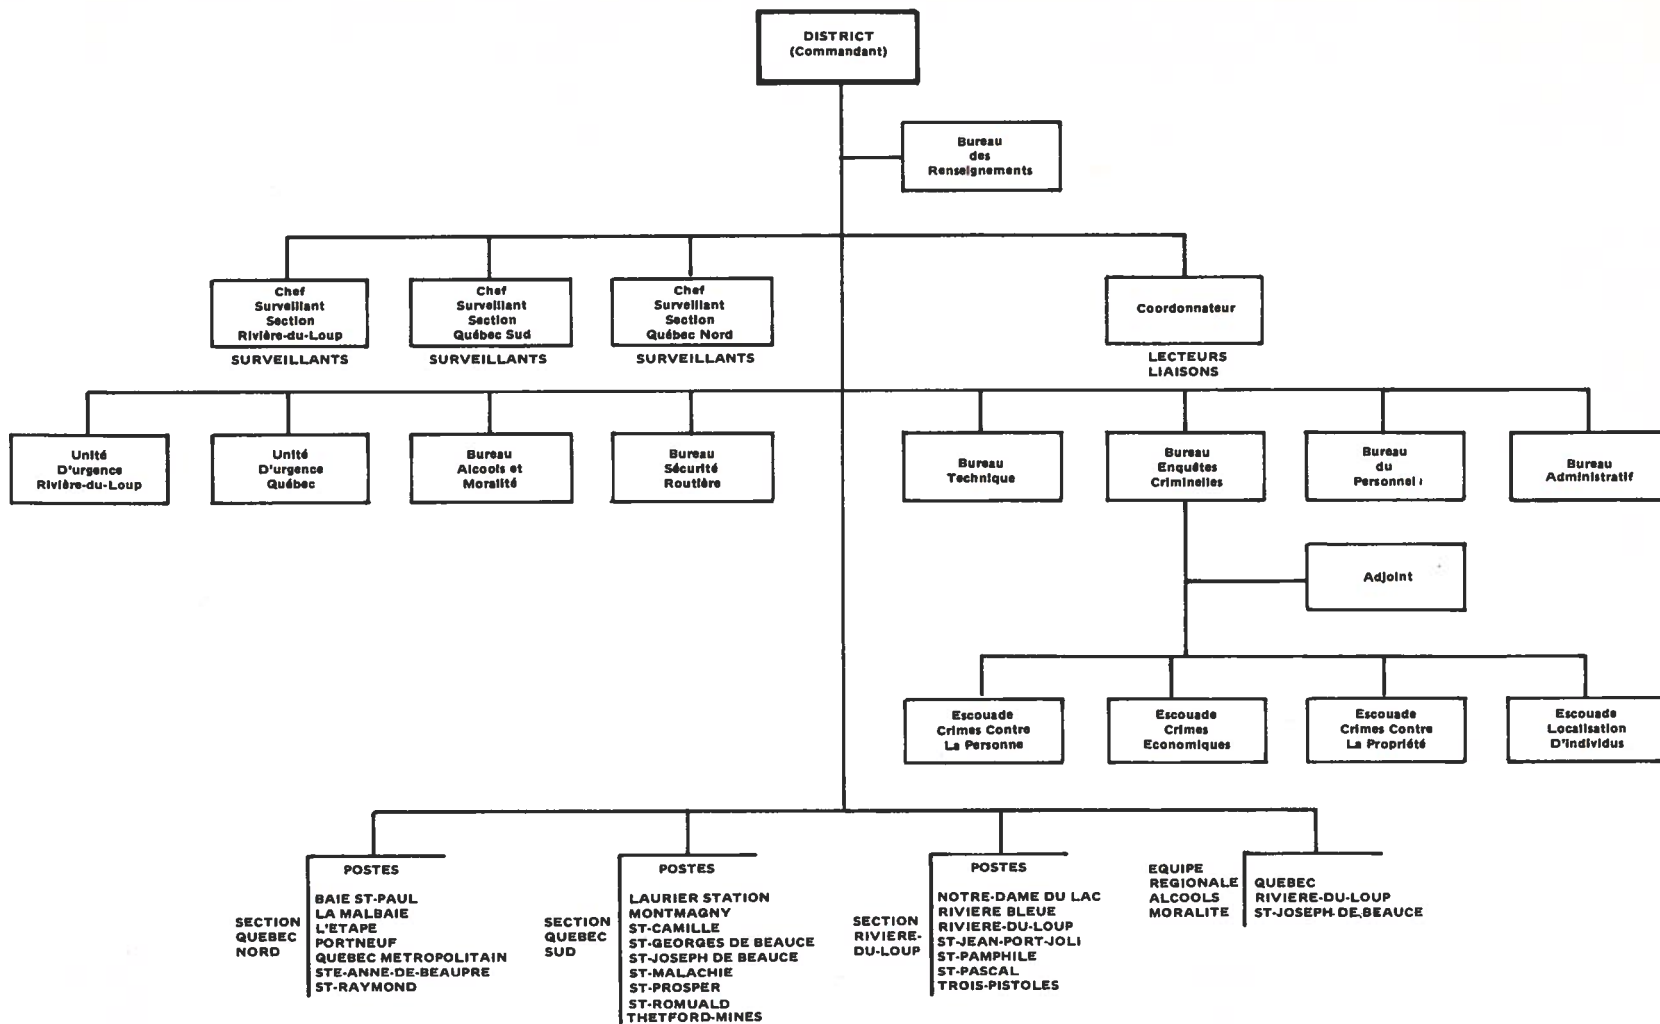 DISTRICT
(Commandant)
Bureau
des
Renseignements
Chef
Surveillant
Section
Rivière-du-Loup
SURVEILLANTS
Chef
Surveillant
Section
Québec Sud
SURVEILLANTS
Chef
Surveillant
Section
Québec Nord
SURVEILLANTS
Coordonnateur
LECTEURS
LIAISONS
Unité
D'urgence
Rivière-du-Loup
Unité
D'urgence
Québec
Bureau
Alcools et
Moralité
Bureau
Sécurité
Routière
Bureau
Technique
Bureau
Enquêtes
Criminelles
Bureau
du
Personnel
Bureau
Administratif
Adjoint
Escouade
Crimes Contre
La Personne
Escouade
Crimes
Economiques
Escouade
Crimes Contre
La Propriété
Escouade
Localisation
D'individus
SECTION
QUEBEC
NORD
POSTES
BAIE ST-PAUL
LA MALBAIE
L'ETAPE
PORTNEUF
QUEBEC METROPOLITAIN
STE-ANNE-DE-BEAUPRE
ST-RAYMOND
SECTION
QUEBEC
SUD
POSTES
LAURIER STATION
MONTMAGNY
ST-CAMILLE
ST-GEORGES DE BEAUCE
ST-JOSEPH DE BEAUCE
ST-MALACHIE
ST-PROSPER
ST-ROMUALD
THETFORD-MINES
SECTION
RIVIERE-
DU-LOUP
POSTES
NOTRE-DAME DU LAC
RIVIERE BLEUE
RIVIERE-DU-LOUP
ST-JEAN-PORT-JOLI
ST-PAMPHILE
ST-PASCAL
TROIS-PISTOLES
EQUIPE
REGIONALE
ALCOOLS
MORALITE
QUEBEC
RIVIERE-DU-LOUP
ST-JOSEPH DE BEAUCE